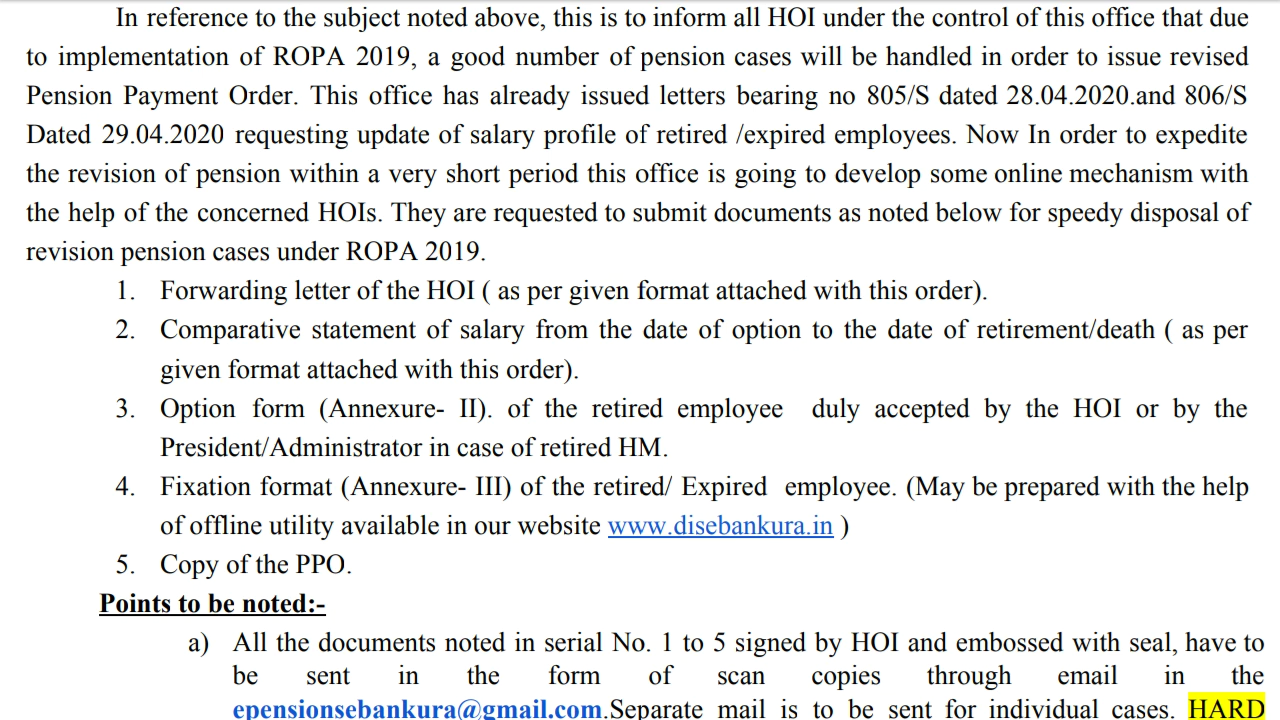 In reference to the subject noted above, this is to inform all HOI under the control of this office that due
to implementation of ROPA 2019, a good number of pension cases will be handled in order to issue revised
Pension Payment Order. This office has already issued letters bearing no 805/S dated 28.04.2020.and 806/S
Dated 29.04.2020 requesting update of salary profile of retired /expired employees. Now In order to expedite
the revision of pension within a very short period this office is going to develop some online mechanism with
the help of the concerned HOIs. They are requested to submit documents as noted below for speedy disposal of
revision pension cases under ROPA 2019.
1. Forwarding letter of the HOI ( as per given format attached with this order).
2. Comparative statement of salary from the date of option to the date of retirement/death ( as per
given format attached with this order).
3. Option form (Annexure- II). of the retired employee duly accepted by the HOI or by the
President/Administrator in case of retired HM.
4. Fixation format (Annexure- III) of the retired/ Expired employee. (May be prepared with the help
of offline utility available in our website www.disebankura.in )
5. Copy of the PPO.
Points to be noted:-
a) All the documents noted in serial No. 1 to 5 signed by HOI and embossed with seal, have to
be sent in the form of scan copies through email in the
epensionsebankura@gmail.com.Separate mail is to be sent for individual cases. HARD